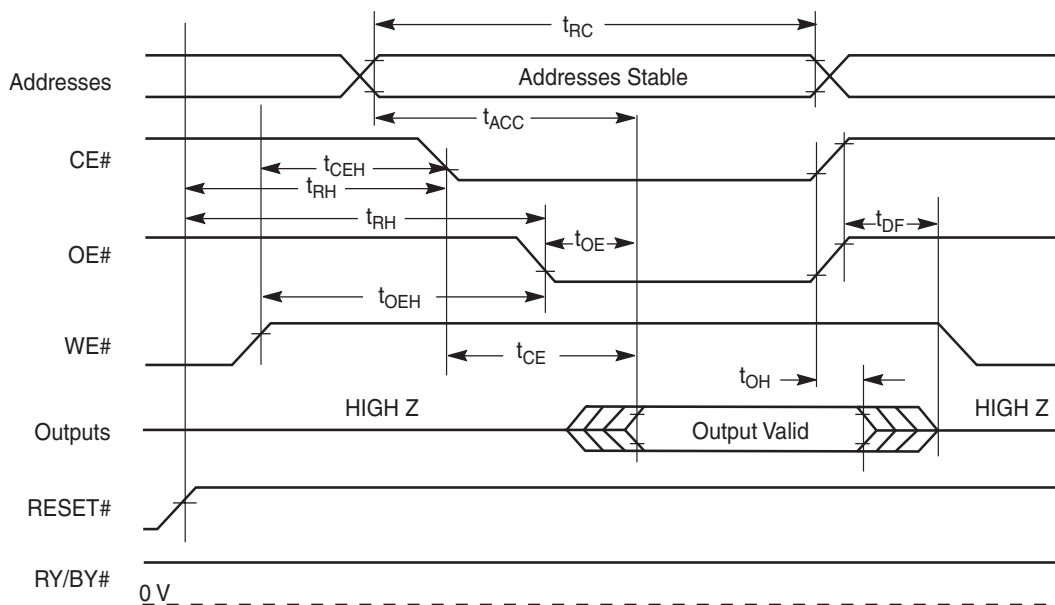 tRC
Addresses
Addresses Stable
tACC
CE#
tCEH
tRH
tRH
tOE
tDF
OE#
tOEH
WE#
tCE
tOH
HIGH Z
HIGH Z
Outputs
Output Valid
RESET#
RY/BY#
0 V